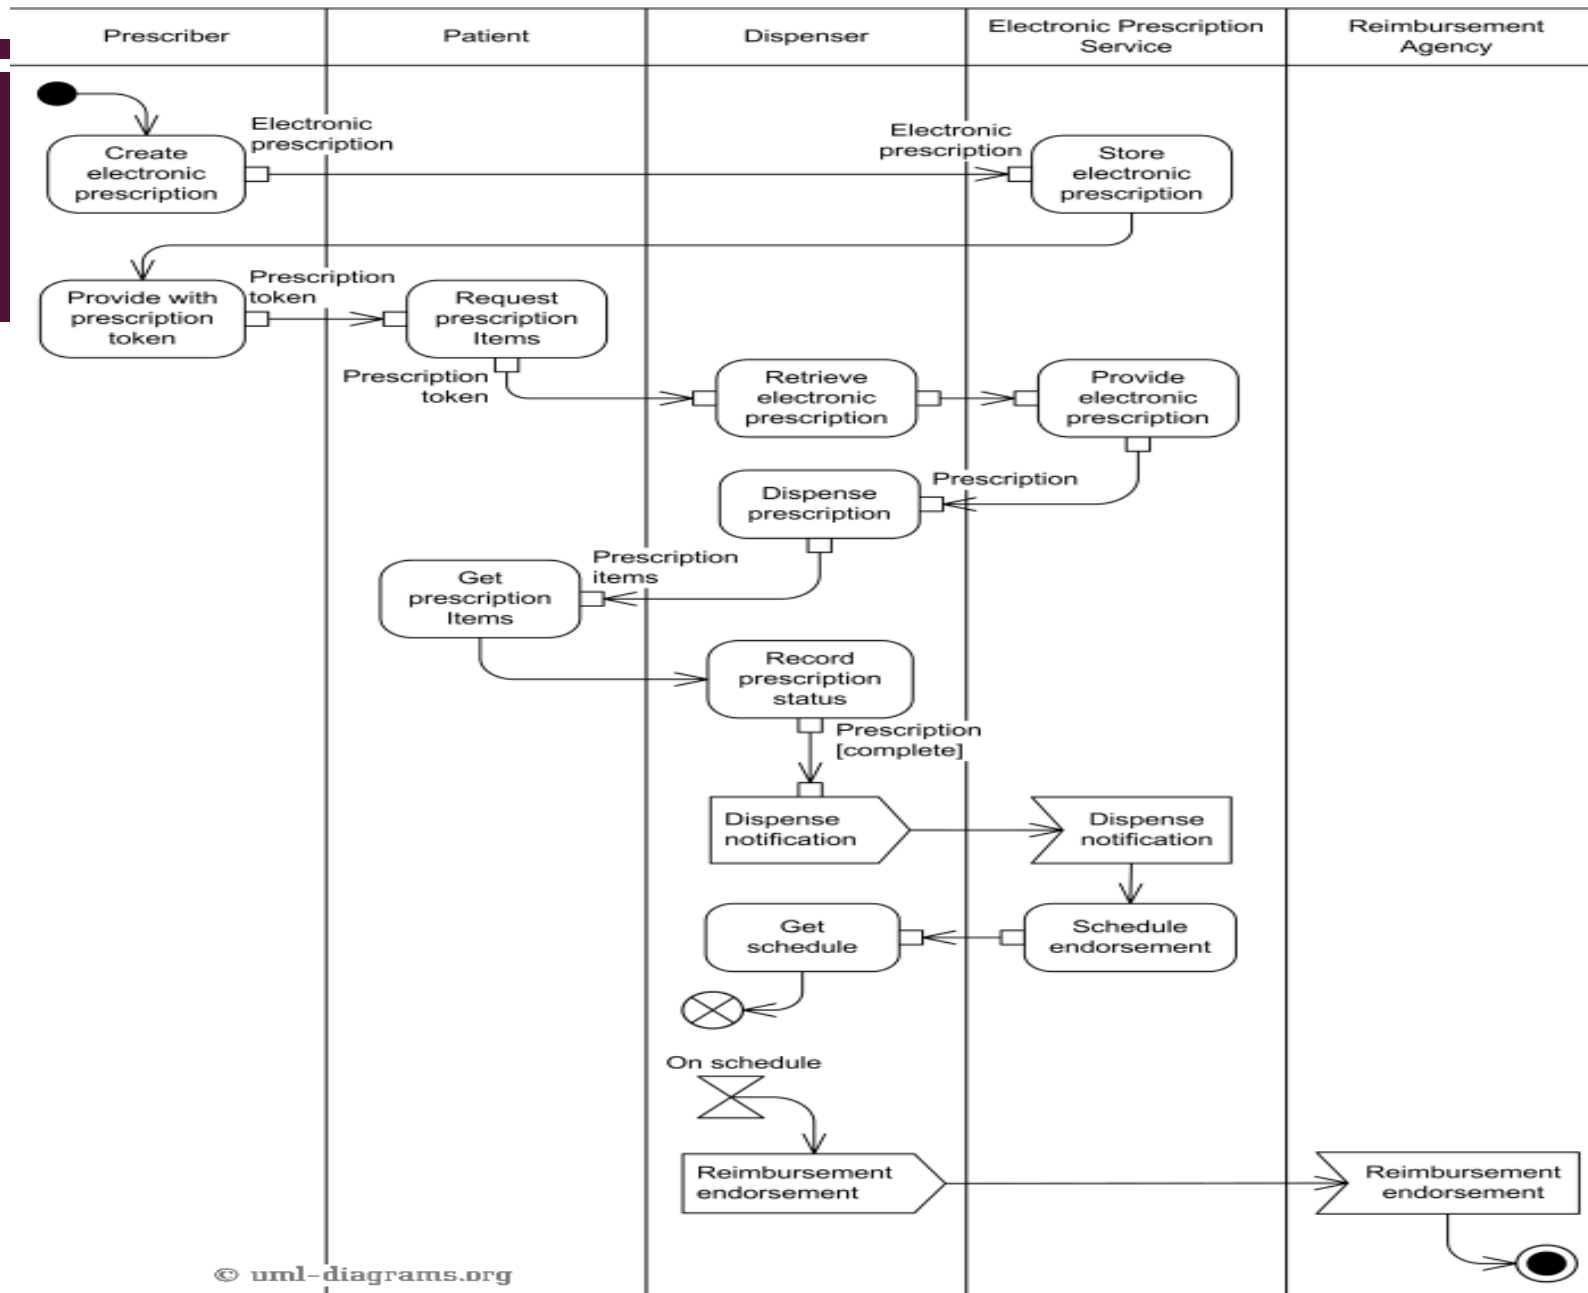 Prescriber
Patient
Dispenser
Electronic Prescription
Service
Reimbursement
Agency
Electronic
prescription
Create
electronic
prescription
Electronic
prescription
Store
electronic
prescription
Provide with
prescription
token
Prescription
token
Request
prescription
Items
Prescription
token
Retrieve
electronic
prescription
Provide
electronic
prescription
Dispense
prescription
Prescription
Get
prescription
Items
Prescription
items
Record
prescription
status
Prescription
[complete]
Dispense
notification
Dispense
notification
Get
schedule
Schedule
endorsement
On schedule
Reimbursement
endorsement
Reimbursement
endorsement
© uml-diagrams.org